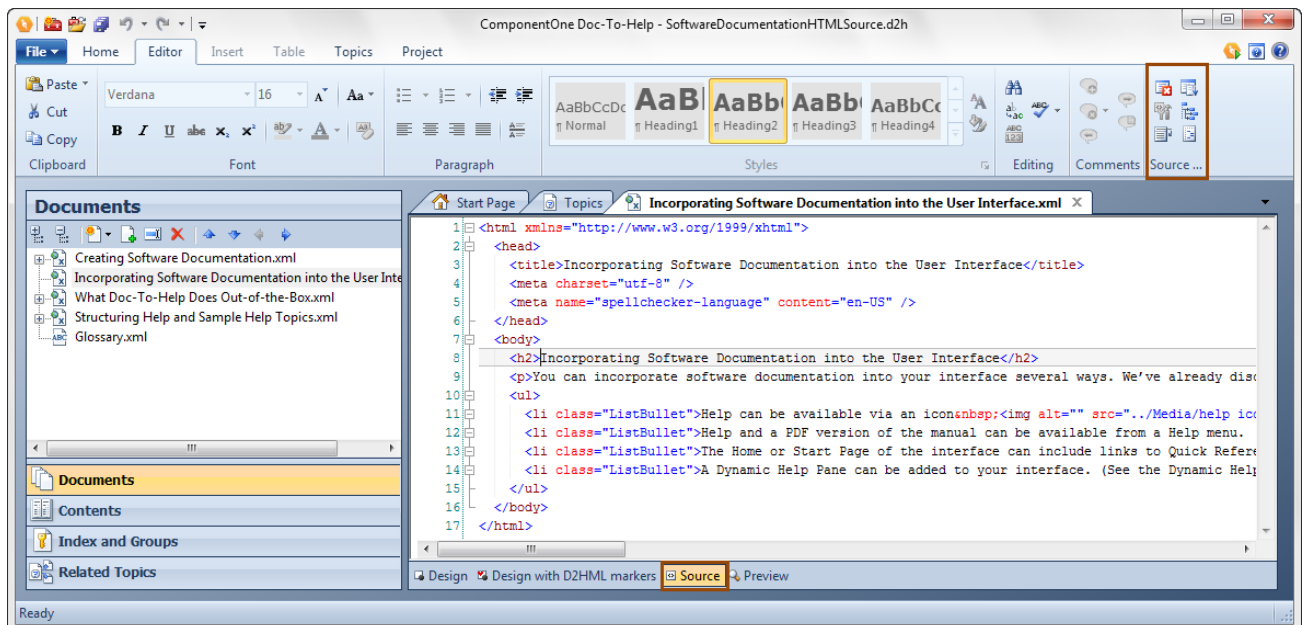 ComponentOne Doc-To-Help - SoftwareDocumentationHTMLSource.d2h
File Home Editor Insert Table Topics Project
Paste
Cut
Copy
Clipboard
Verdana 16 A Aa
B I U abc X, X² ab A
Font
Paragraph
AaBbCcDc AaB AaBb AaBb AaBbCc
¶ Normal ¶ Heading1 ¶ Heading2 ¶ Heading3 ¶ Heading4
Styles
Editing
Comments
Source ...
Documents
Creating Software Documentation.xml
Incorporating Software Documentation into the User Inte
What Doc-To-Help Does Out-of-the-Box.xml
Structuring Help and Sample Help Topics.xml
Glossary.xml
Documents
Contents
Index and Groups
Related Topics
Start Page Topics Incorporating Software Documentation into the User Interface.xml X
1 <html xmlns="http://www.w3.org/1999/xhtml">
2 <head>
3 <title>Incorporating Software Documentation into the User Interface</title>
4 <meta charset="utf-8" />
5 <meta name="spellchecker-language" content="en-US" />
6 </head>
7 <body>
8 <h2>Incorporating Software Documentation into the User Interface</h2>
9 <p>You can incorporate software documentation into your interface several ways. We've already disc
10 <ul>
11 <li class="ListBullet">Help can be available via an icon&nbsp;<img alt="" src="../Media/help ico
12 <li class="ListBullet">Help and a PDF version of the manual can be available from a Help menu.
13 <li class="ListBullet">The Home or Start Page of the interface can include links to Quick Refere
14 <li class="ListBullet">A Dynamic Help Pane can be added to your interface. (See the Dynamic Help
15 </ul>
16 </body>
17 </html>
Design Design with D2HML markers Source Preview
Ready